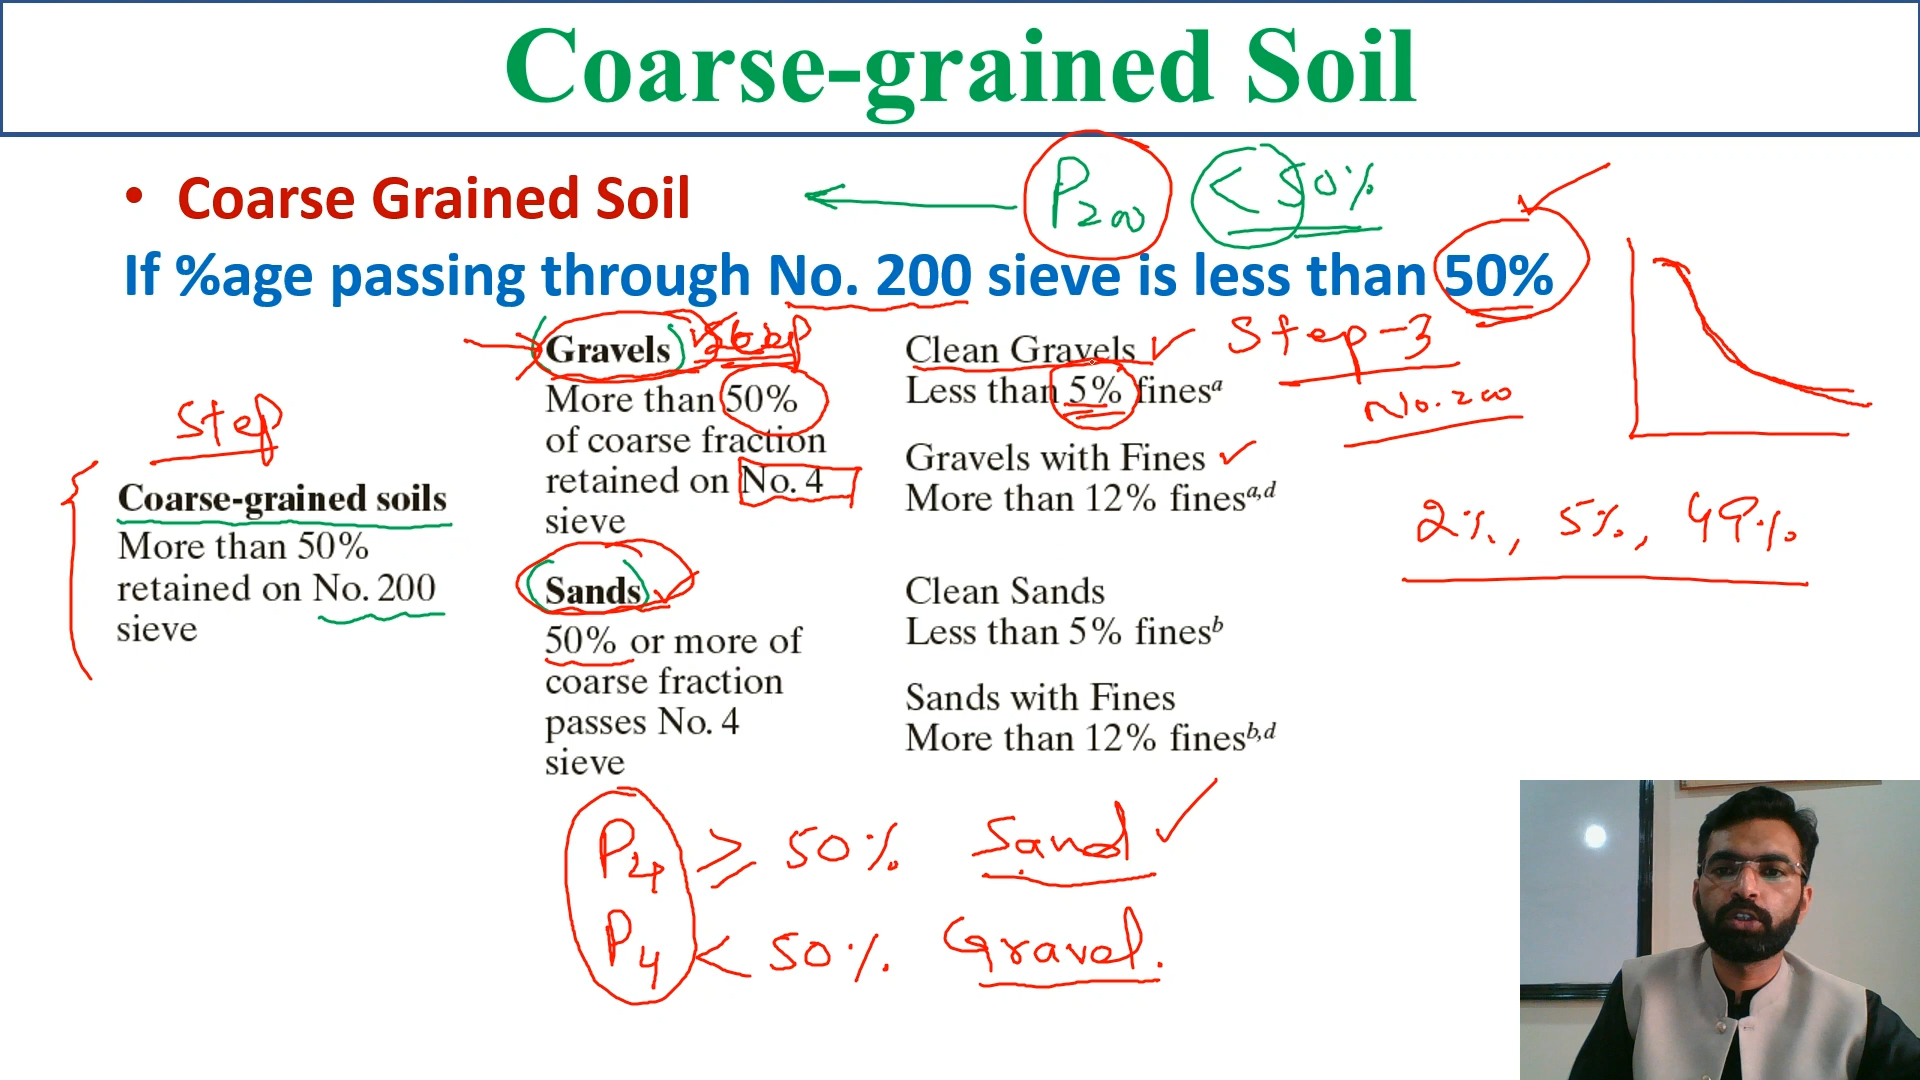 Coarse-grained Soil
• Coarse Grained Soil
P200 < 50%
If %age passing through No. 200 sieve is less than 50%
Step
Coarse-grained soils
More than 50%
retained on No. 200
sieve
Gravels
Step
More than 50%
of coarse fraction
retained on No. 4
sieve
Sands
50% or more of
coarse fraction
passes No. 4
sieve
Clean Gravels ✓
Less than 5% finesᵃ
Gravels with Fines ✓
More than 12% finesᵃ,ᵈ
Clean Sands
Less than 5% finesᵇ
Sands with Fines
More than 12% finesᵇ,ᵈ
Step-3
No. 200
2%, 5%, 49%
P4 ≥ 50% Sand ✓
P4 < 50% Gravel.